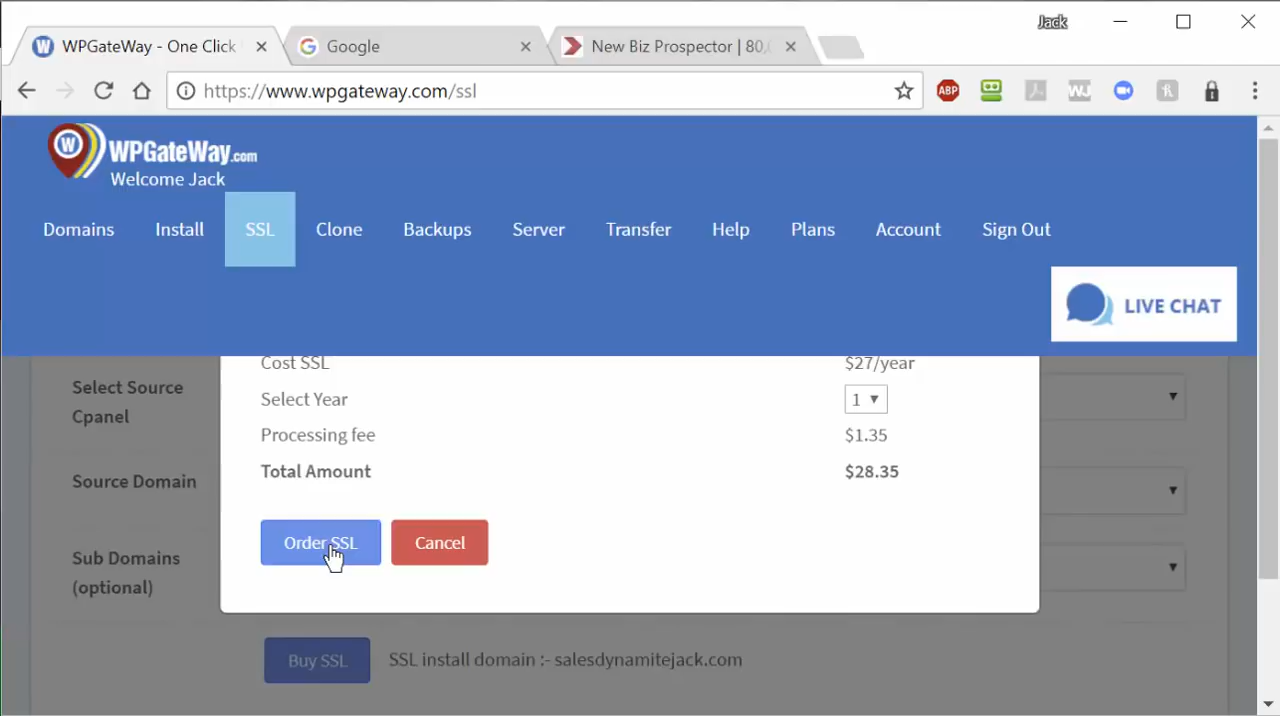 Jack
WPGateWay - One Click
Google
New Biz Prospector | 80,
https://www.wpgateway.com/ssl
ABP
WJ
W
WPGateWay.com
Welcome Jack
Domains
Install
SSL
Clone
Backups
Server
Transfer
Help
Plans
Account
Sign Out
LIVE CHAT
Cost SSL $27/year
Select Year 1
Processing fee $1.35
Total Amount $28.35
Order SSL
Cancel
Select Source
Cpanel
Source Domain
Sub Domains
(optional)
Buy SSL
SSL install domain :- salesdynamitejack.com